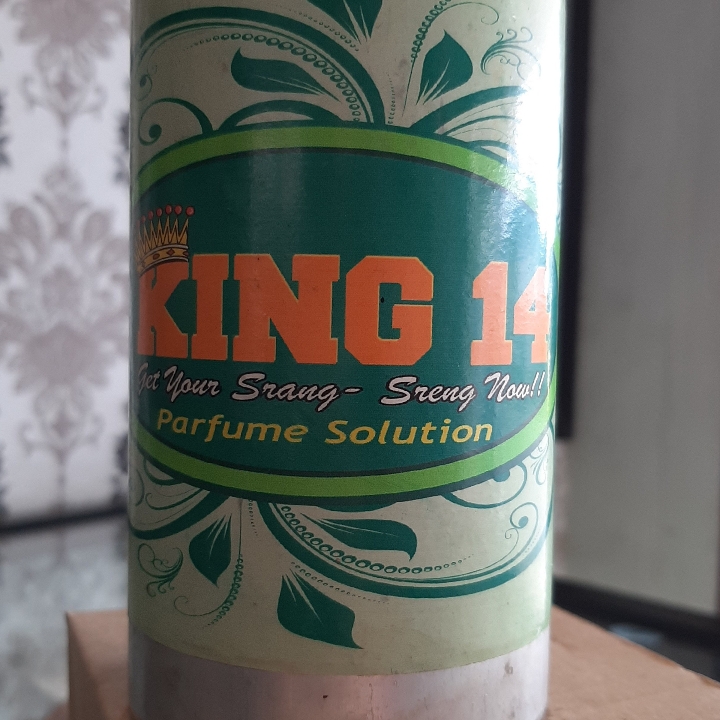 KING 14
Get Your Srang- Sreng Now!!
Parfume Solution